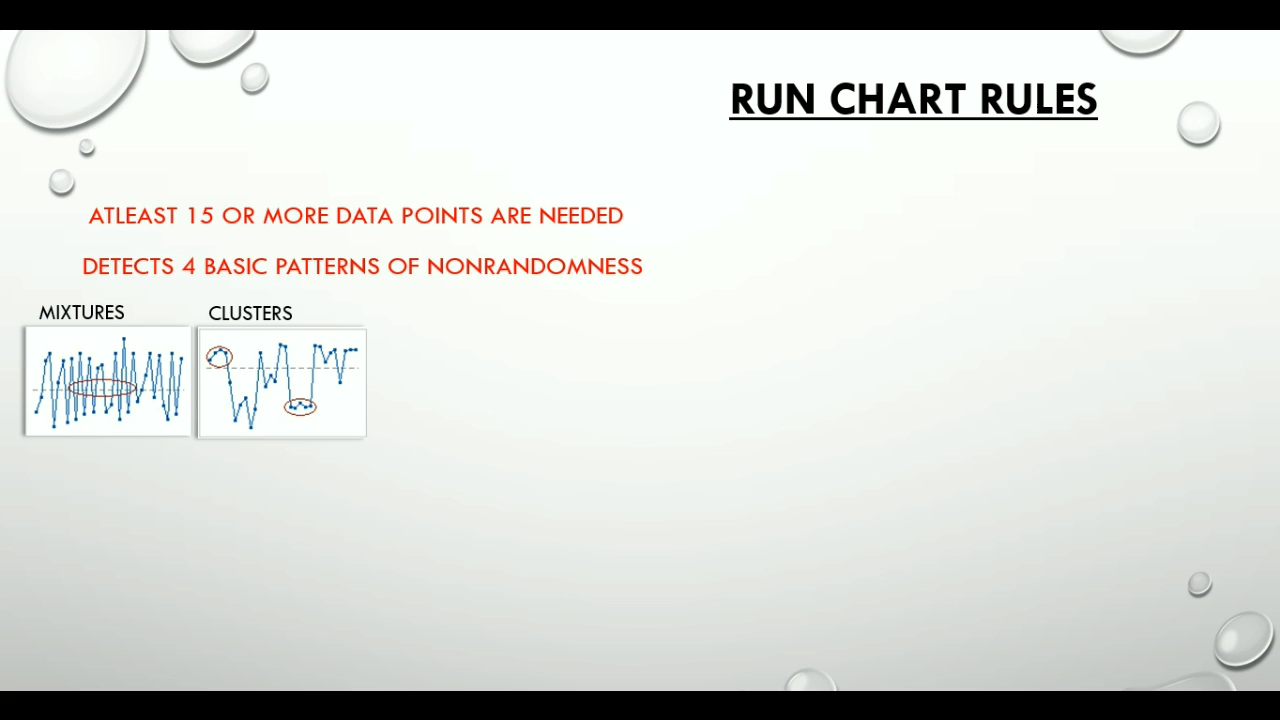 RUN CHART RULES
ATLEAST 15 OR MORE DATA POINTS ARE NEEDED
DETECTS 4 BASIC PATTERNS OF NONRANDOMNESS
MIXTURES
CLUSTERS